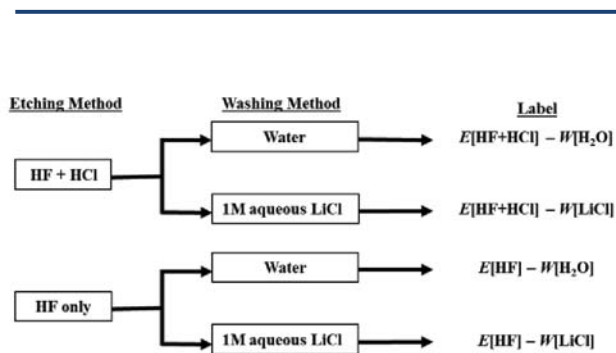 Etching Method Washing Method Label
Water E[HF+HCl] – W[H₂O]
HF + HCl
1M aqueous LiCl E[HF+HCl] – W[LiCl]
Water E[HF] – W[H₂O]
HF only
1M aqueous LiCl E[HF] – W[LiCl]